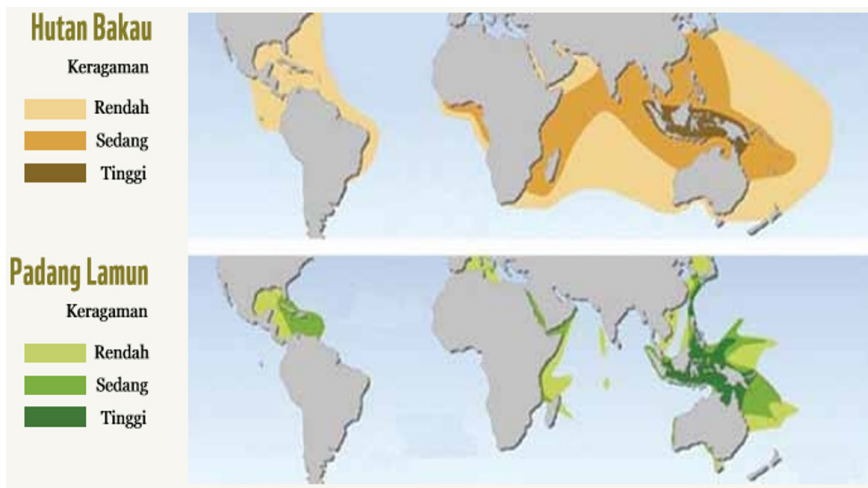 Hutan Bakau
Keragaman
Rendah
Sedang
Tinggi
Padang Lamun
Keragaman
Rendah
Sedang
Tinggi